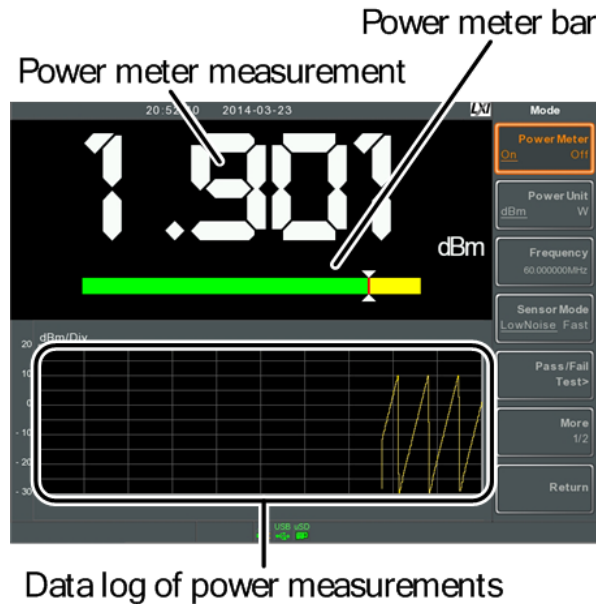 Power meter bar
Power meter measurement
2014-03-23
LXI
Mode
1.901
dBm
Power Meter
On Off
Power Unit
dBm W
Frequency
60.000000MHz
Sensor Mode
LowNoise Fast
Pass/Fail
Test>
More
1/2
Return
dBm/Div
20
10
0
- 10
- 20
- 30
USB uSD
Data log of power measurements